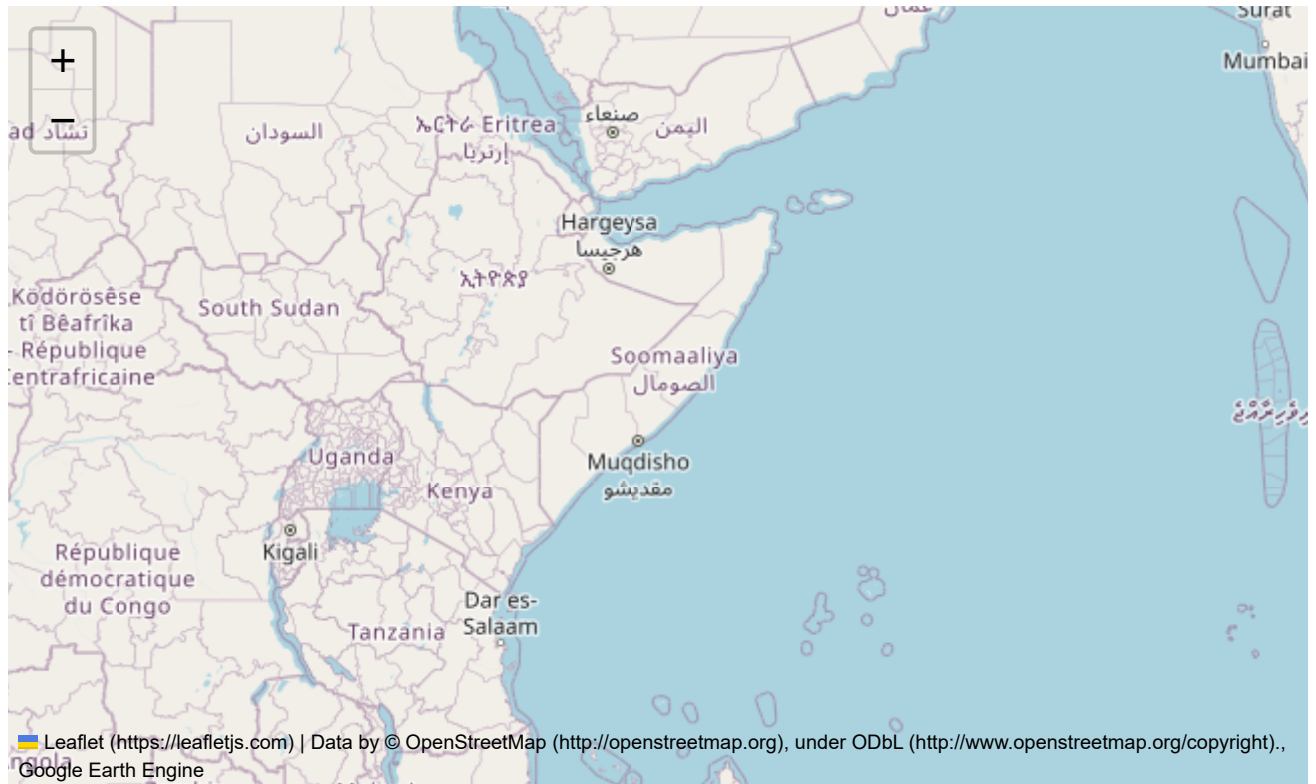 +
−
عمان
Surat
Mumbai
صنعاء
اليمن
ኤርትራ Eritrea
إرتريا
السودان
ad تشاد
Hargeysa
هرجيسا
ኢትዮጵያ
South Sudan
Ködörösêse
tî Bêafrîka
- République
Centrafricaine
Soomaaliya
الصومال
Muqdisho
مقديشو
Uganda
Kenya
Kigali
République
démocratique
du Congo
Dar es-
Salaam
Tanzania
ngola
Leaflet (https://leafletjs.com) | Data by © OpenStreetMap (http://openstreetmap.org), under ODbL (http://www.openstreetmap.org/copyright).,
Google Earth Engine